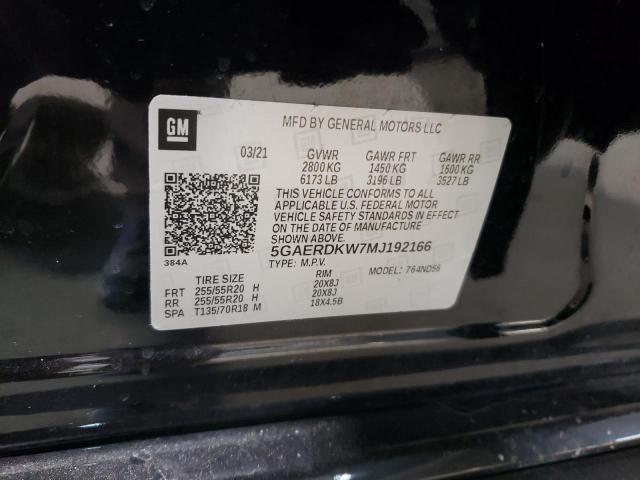 GM
MFD BY GENERAL MOTORS LLC
03/21 GVWR GAWR FRT GAWR RR
2800 KG 1450 KG 1600 KG
6173 LB 3196 LB 3527 LB
THIS VEHICLE CONFORMS TO ALL
APPLICABLE U.S. FEDERAL MOTOR
VEHICLE SAFETY STANDARDS IN EFFECT
ON THE DATE OF MANUFACTURE
SHOWN ABOVE.
384A
5GAERDKW7MJ192166
TYPE: M.P.V. MODEL: 784ND56
TIRE SIZE RIM
FRT 255/55R20 H 20X8J
RR 255/55R20 H 20X8J
SPA T135/70R18 M 18X4.5B